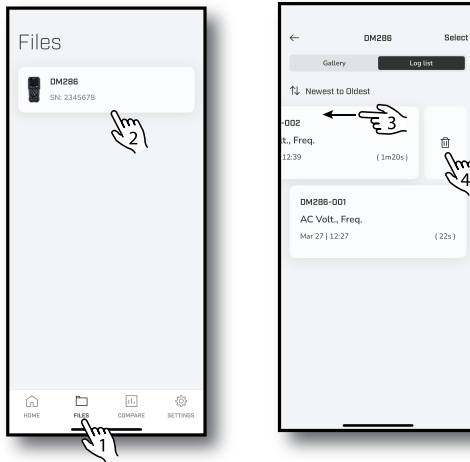 Files
DM286
SN: 2345678
2
HOME FILES COMPARE SETTINGS
1
DM286 Select
Gallery Log list
Newest to Oldest
3
-002
lt., Freq.
12:39 (1m20s)
4
DM286-001
AC Volt., Freq.
Mar 27 | 12:27 (22s)